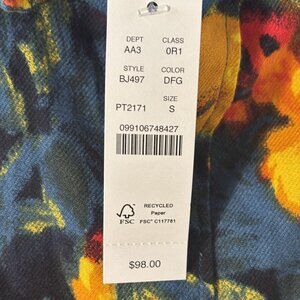 DEPT CLASS
AA3 0R1
STYLE COLOR
BJ497 DFG
SIZE
PT2171 S
099106748427
RECYCLED
Paper
FSC FSC® C117781
$98.00